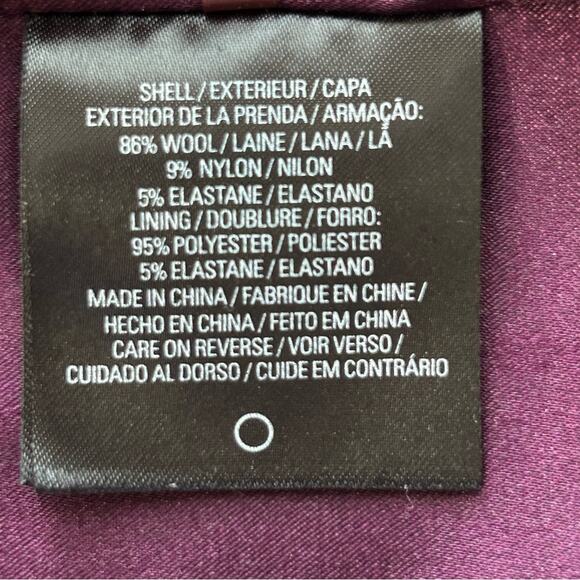 SHELL / EXTERIEUR / CAPA
EXTERIOR DE LA PRENDA / ARMAÇÃO:
86% WOOL / LAINE / LANA / LÃ
9% NYLON / NILON
5% ELASTANE / ELASTANO
LINING / DOUBLURE / FORRO:
95% POLYESTER / POLIESTER
5% ELASTANE / ELASTANO
MADE IN CHINA / FABRIQUE EN CHINE /
HECHO EN CHINA / FEITO EM CHINA
CARE ON REVERSE / VOIR VERSO /
CUIDADO AL DORSO / CUIDE EM CONTRÁRIO